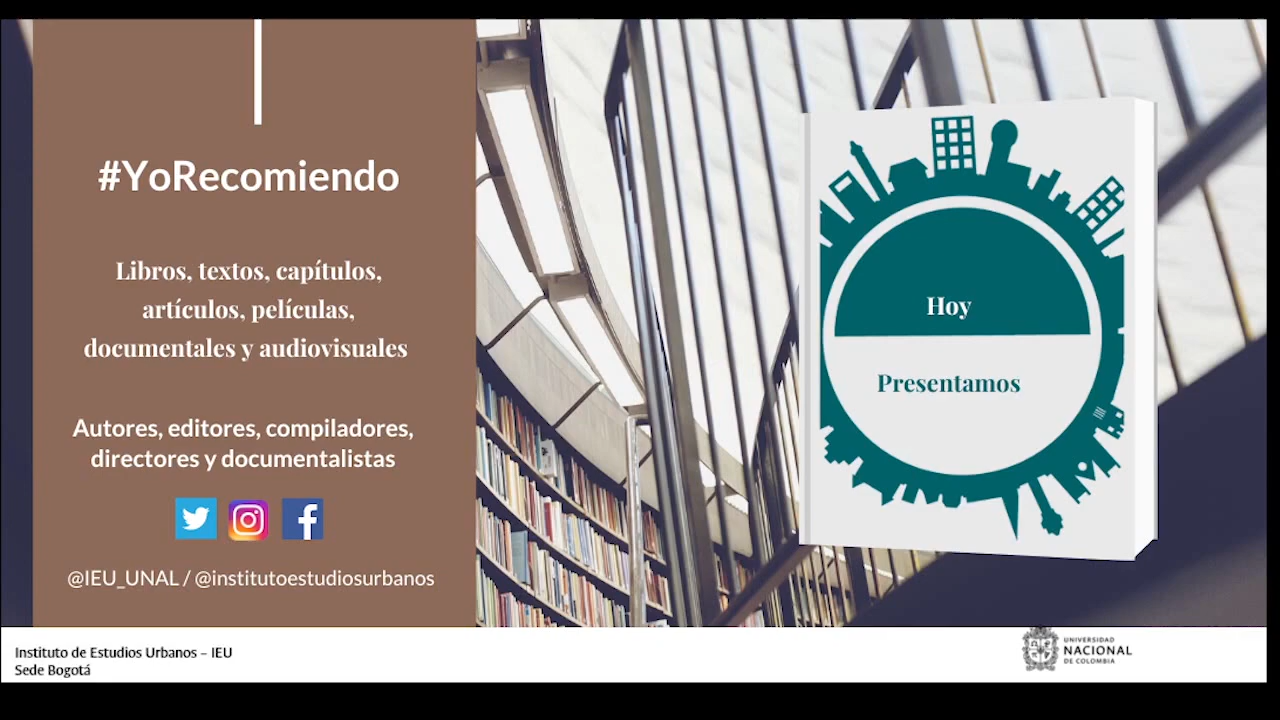 #YoRecomiendo
Libros, textos, capítulos,
artículos, películas,
documentales y audiovisuales
Autores, editores, compiladores,
directores y documentalistas
@IEU_UNAL / @institutoestudiosurbanos
Hoy
Presentamos
Instituto de Estudios Urbanos – IEU
Sede Bogotá
UNIVERSIDAD
NACIONAL
DE COLOMBIA